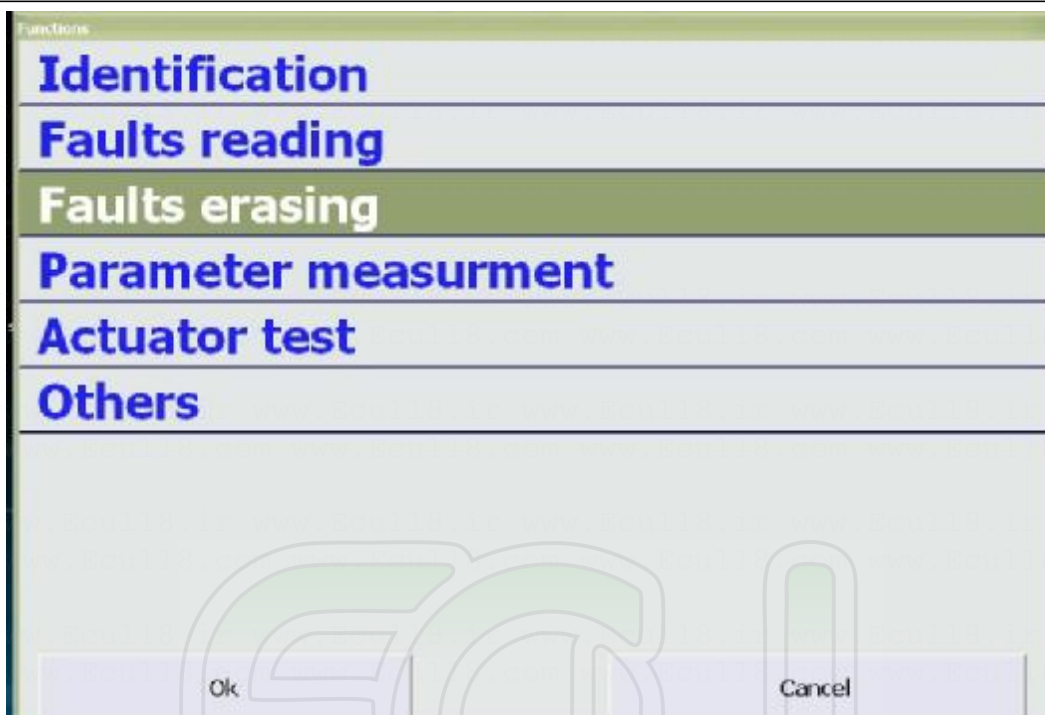 Functions
Identification
Faults reading
Faults erasing
Parameter measurment
Actuator test
Others
Ok
Cancel